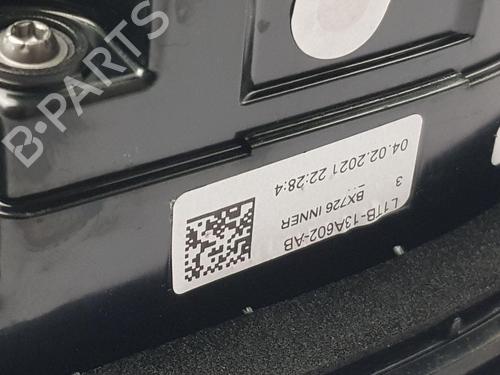 L1TB-13A602-AB
3
BX726 INNER
04.02.2021 22:28:4
B-PARTS